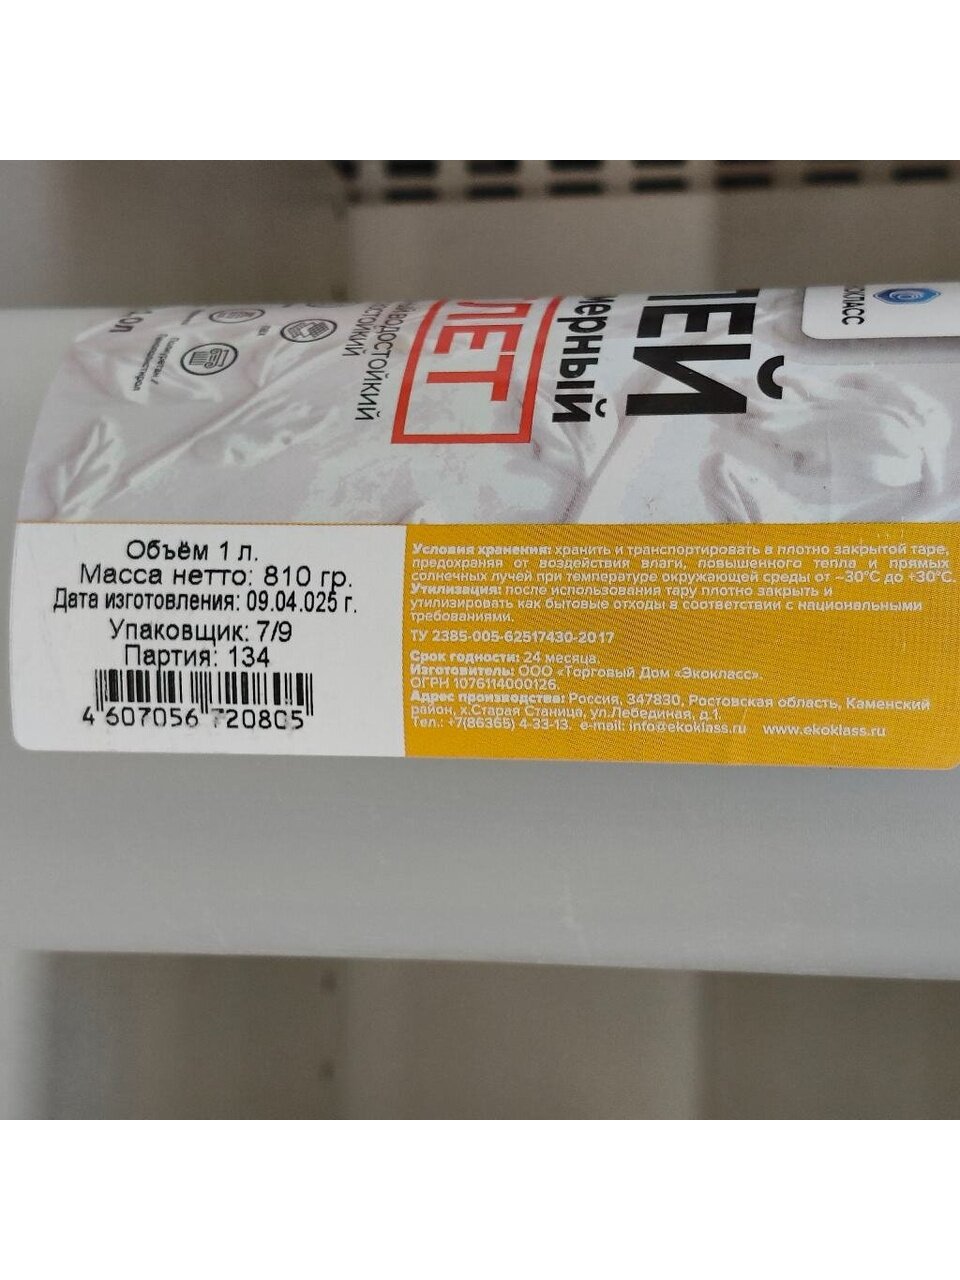 1,0л
ЛЕТ
ТЕЙ
Объём 1 л.
Масса нетто: 810 гр.
Дата изготовления: 09.04.025 г.
Упаковщик: 7/9
Партия: 134
4 607056 720805
Условия хранения: хранить и транспортировать в плотно закрытой таре,
предохраняя от воздействия влаги, повышенного тепла и прямых
солнечных лучей при температуре окружающей среды от –30°С до +30°С.
Утилизация: после использования тару плотно закрыть и
утилизировать как бытовые отходы в соответствии с национальными
требованиями.
ТУ 2385-005-62517430-2017
Срок годности: 24 месяца.
Изготовитель: ООО «Торговый Дом «Экокласс».
ОГРН 1076114000126.
Адрес производства: Россия, 347830, Ростовская область, Каменский
район, х.Старая Станица, ул.Лебединая, д.1.
Тел.: +7(86365) 4-33-13. e-mail: info@ekoklass.ru www.ekoklass.ru